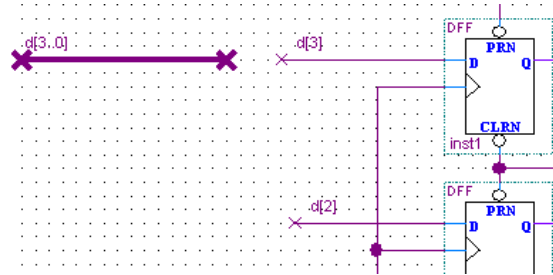 d[3..0]
d[3]
DFF
PRN
D
Q
CLRN
inst1
d[2]
DFF
PRN
D
Q